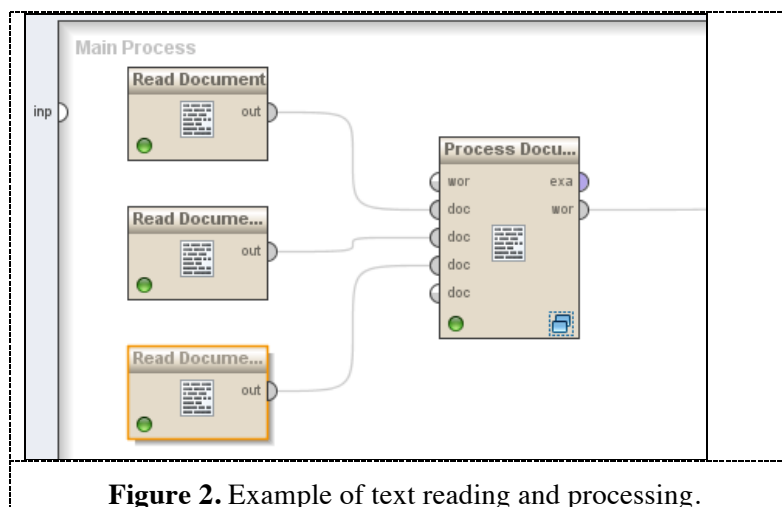 Main Process
Read Document
inp
out
Process Docu...
wor
exa
doc
wor
Read Docume...
doc
out
doc
doc
Read Docume...
out
Figure 2. Example of text reading and processing.